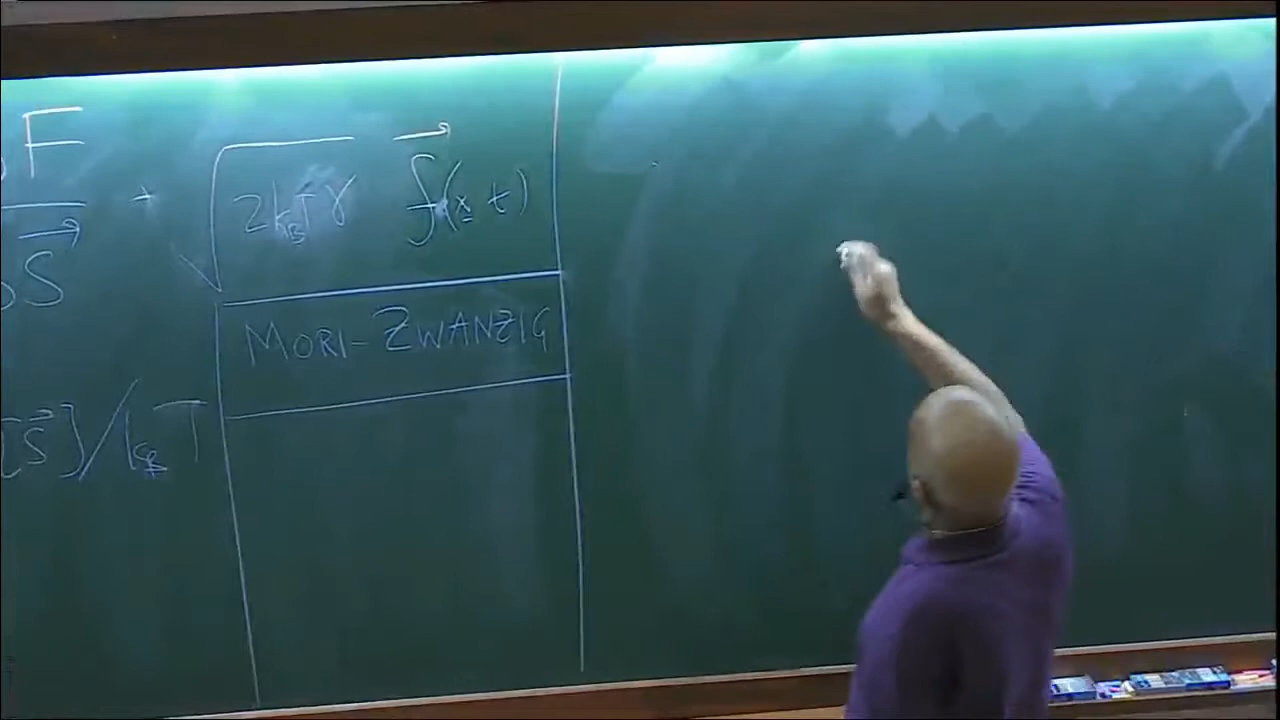 F + √2k_BTγ f⃗(x t)
S⃗
MORI-ZWANZIG
[S⃗]/k_BT